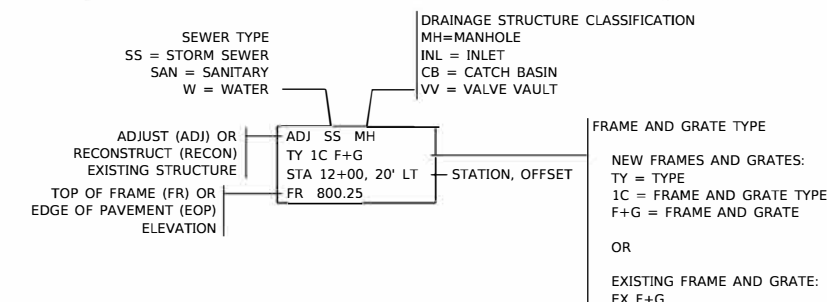 SEWER TYPE
SS = STORM SEWER
SAN = SANITARY
W = WATER
DRAINAGE STRUCTURE CLASSIFICATION
MH=MANHOLE
INL = INLET
CB = CATCH BASIN
VV = VALVE VAULT
ADJUST (ADJ) OR
RECONSTRUCT (RECON)
EXISTING STRUCTURE
TOP OF FRAME (FR) OR
EDGE OF PAVEMENT (EOP)
ELEVATION
ADJ SS MH
TY 1C F+G
STA 12+00, 20' LT
FR 800.25
STATION, OFFSET
FRAME AND GRATE TYPE
NEW FRAMES AND GRATES:
TY = TYPE
1C = FRAME AND GRATE TYPE
F+G = FRAME AND GRATE
OR
EXISTING FRAME AND GRATE:
EX F+G